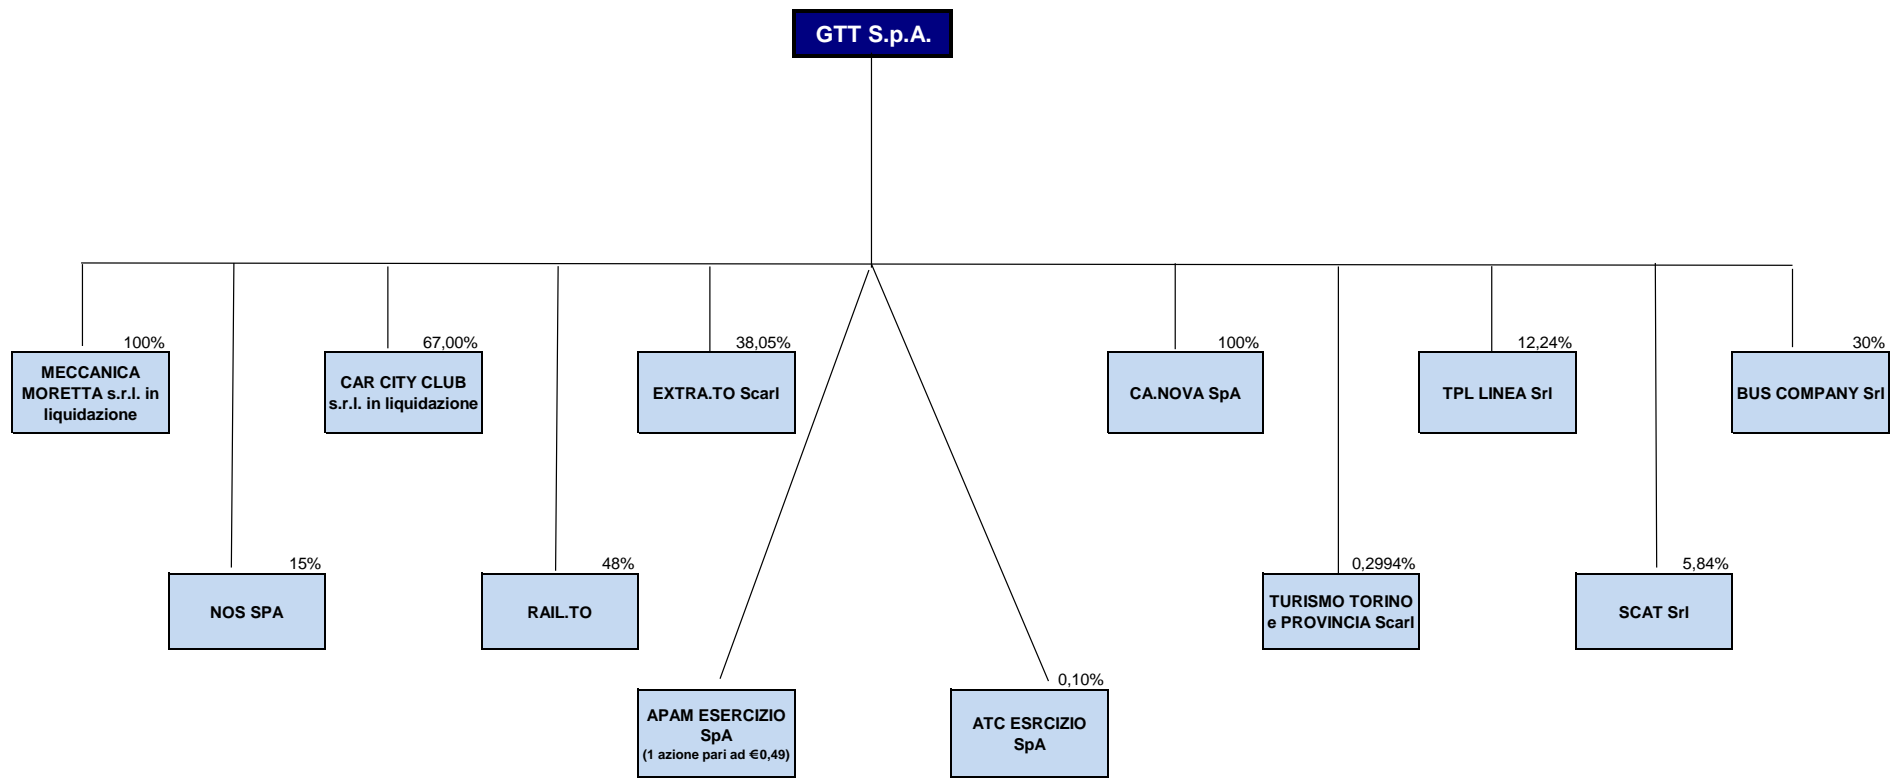 GTT S.p.A.
100%
MECCANICA
MORETTA s.r.l. in
liquidazione
67,00%
CAR CITY CLUB
s.r.l. in liquidazione
38,05%
EXTRA.TO Scarl
100%
CA.NOVA SpA
12,24%
TPL LINEA Srl
30%
BUS COMPANY Srl
15%
NOS SPA
48%
RAIL.TO
0,2994%
TURISMO TORINO
e PROVINCIA Scarl
5,84%
SCAT Srl
APAM ESERCIZIO
SpA
(1 azione pari ad €0,49)
0,10%
ATC ESRCIZIO
SpA